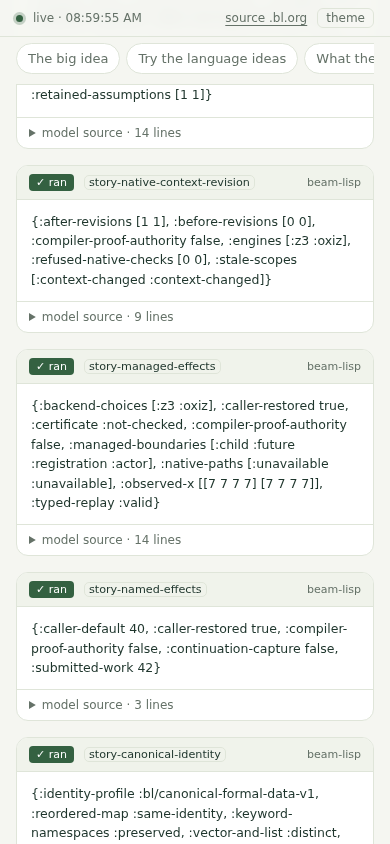 live · 08:59:55 AM
source .bl.org
theme
The big idea
Try the language ideas
What the
:retained-assumptions [1 1]}
▶ model source · 14 lines
✓ ran story-native-context-revision beam-lisp
{:after-revisions [1 1], :before-revisions [0 0],
:compiler-proof-authority false, :engines [:z3 :oxiz],
:refused-native-checks [0 0], :stale-scopes
[:context-changed :context-changed]}
▶ model source · 9 lines
✓ ran story-managed-effects beam-lisp
{:backend-choices [:z3 :oxiz], :caller-restored true,
:certificate :not-checked, :compiler-proof-authority
false, :managed-boundaries [:child :future
:registration :actor], :native-paths [:unavailable
:unavailable], :observed-x [[7 7 7 7] [7 7 7 7]],
:typed-replay :valid}
▶ model source · 14 lines
✓ ran story-named-effects beam-lisp
{:caller-default 40, :caller-restored true, :compiler-
proof-authority false, :continuation-capture false,
:submitted-work 42}
▶ model source · 3 lines
✓ ran story-canonical-identity beam-lisp
{:identity-profile :bl/canonical-formal-data-v1,
:reordered-map :same-identity, :keyword-
namespaces :preserved, :vector-and-list :distinct,